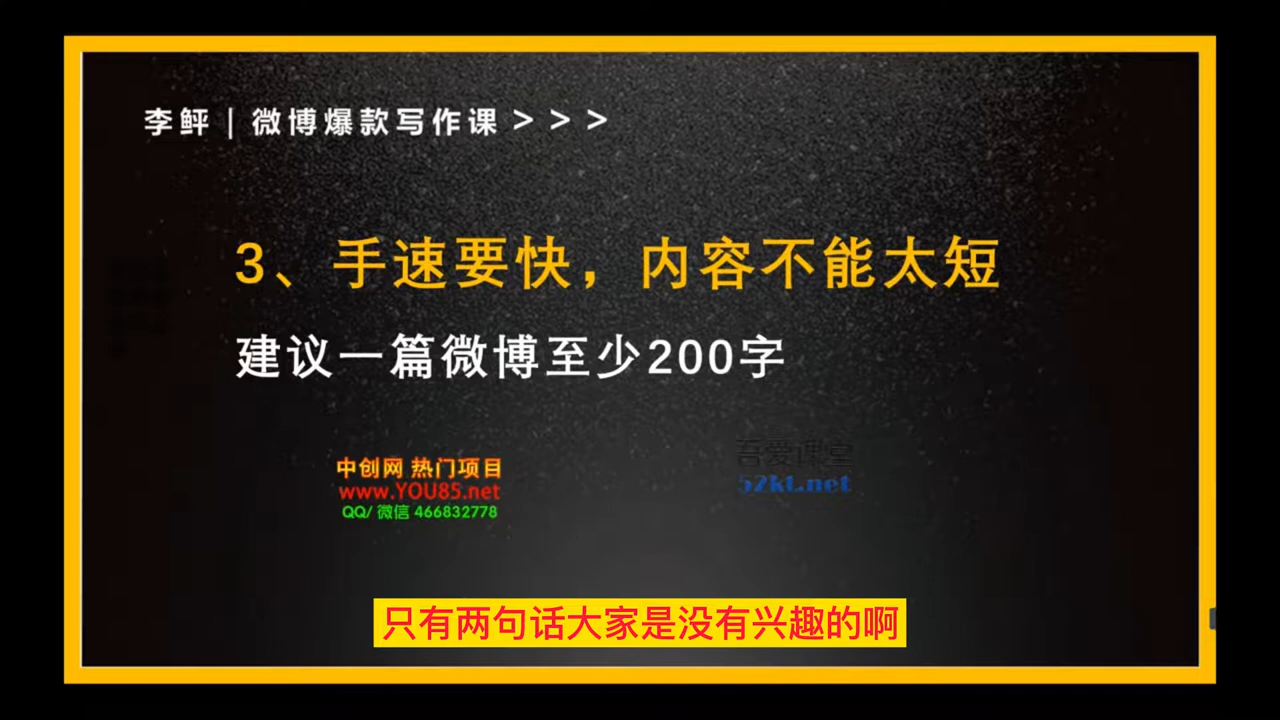 李鲆 | 微博爆款写作课 > > >
3、手速要快，内容不能太短
建议一篇微博至少200字
中创网 热门项目
www.YOU85.net
QQ/ 微信 466832778
吾爱课堂
52kt.net
只有两句话大家是没有兴趣的啊